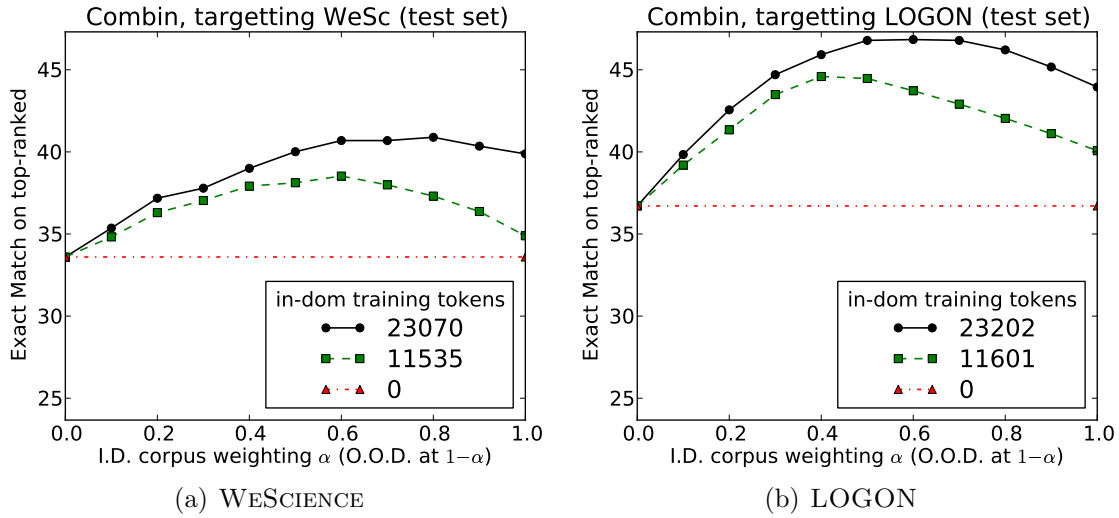 Combin, targetting WeSc (test set)
Exact Match on top-ranked
45
40
35
30
25
in-dom training tokens
23070
11535
0
0.0 0.2 0.4 0.6 0.8 1.0
I.D. corpus weighting α (O.O.D. at 1−α)
(a) WESCIENCE
Combin, targetting LOGON (test set)
Exact Match on top-ranked
45
40
35
30
25
in-dom training tokens
23202
11601
0
0.0 0.2 0.4 0.6 0.8 1.0
I.D. corpus weighting α (O.O.D. at 1−α)
(b) LOGON